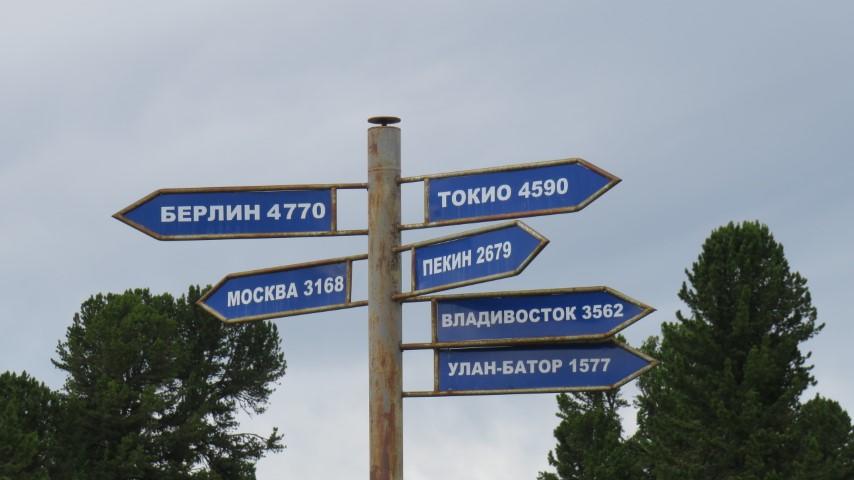 БЕРЛИН 4770
ТОКИО 4590
ПЕКИН 2679
МОСКВА 3168
ВЛАДИВОСТОК 3562
УЛАН-БАТОР 1577